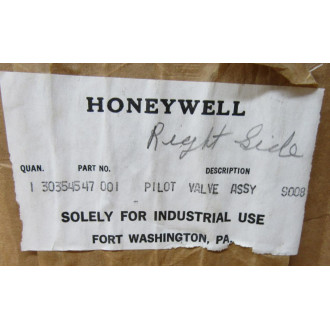 HONEYWELL
Right Side
QUAN. PART NO. DESCRIPTION
1 30354547 001 PILOT VALVE ASSY 9008
SOLELY FOR INDUSTRIAL USE
FORT WASHINGTON, PA.